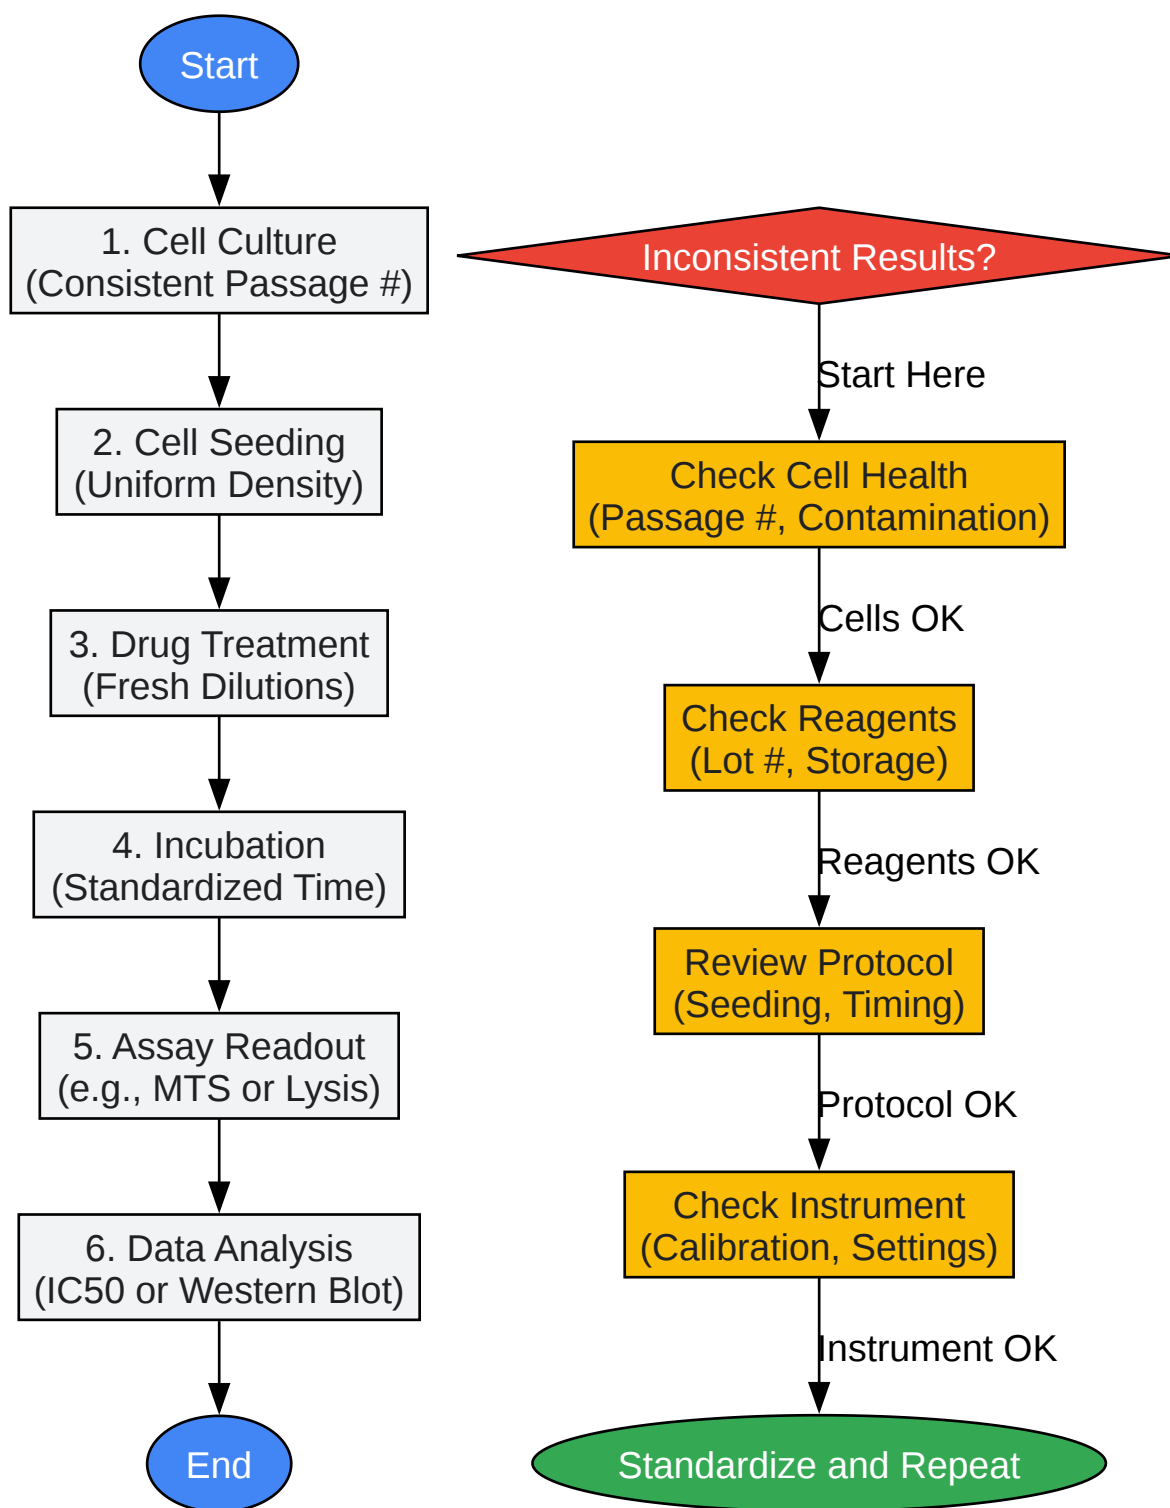 Start
1. Cell Culture
(Consistent Passage #)
2. Cell Seeding
(Uniform Density)
3. Drug Treatment
(Fresh Dilutions)
4. Incubation
(Standardized Time)
5. Assay Readout
(e.g., MTS or Lysis)
6. Data Analysis
(IC50 or Western Blot)
End
Inconsistent Results?
Start Here
Check Cell Health
(Passage #, Contamination)
Cells OK
Check Reagents
(Lot #, Storage)
Reagents OK
Review Protocol
(Seeding, Timing)
Protocol OK
Check Instrument
(Calibration, Settings)
Instrument OK
Standardize and Repeat